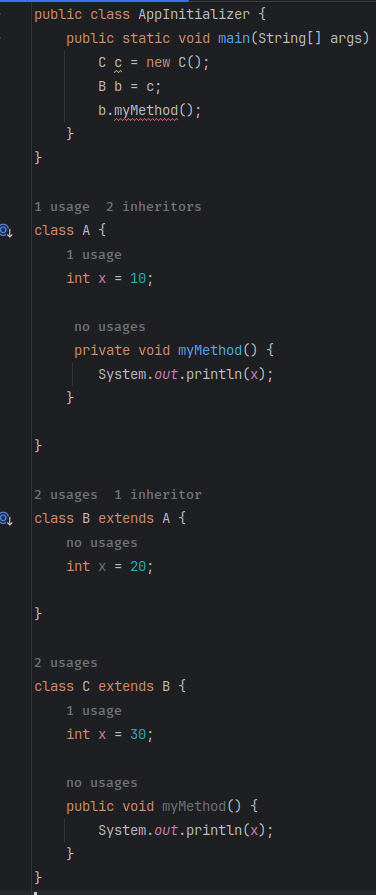 public class AppInitializer {
    public static void main(String[] args)
        C c = new C();
        B b = c;
        b.myMethod();
    }
}

1 usage  2 inheritors
class A {
    1 usage
    int x = 10;

    no usages
    private void myMethod() {
        System.out.println(x);
    }

}

2 usages  1 inheritor
class B extends A {
    no usages
    int x = 20;

}

2 usages
class C extends B {
    1 usage
    int x = 30;

    no usages
    public void myMethod() {
        System.out.println(x);
    }
}